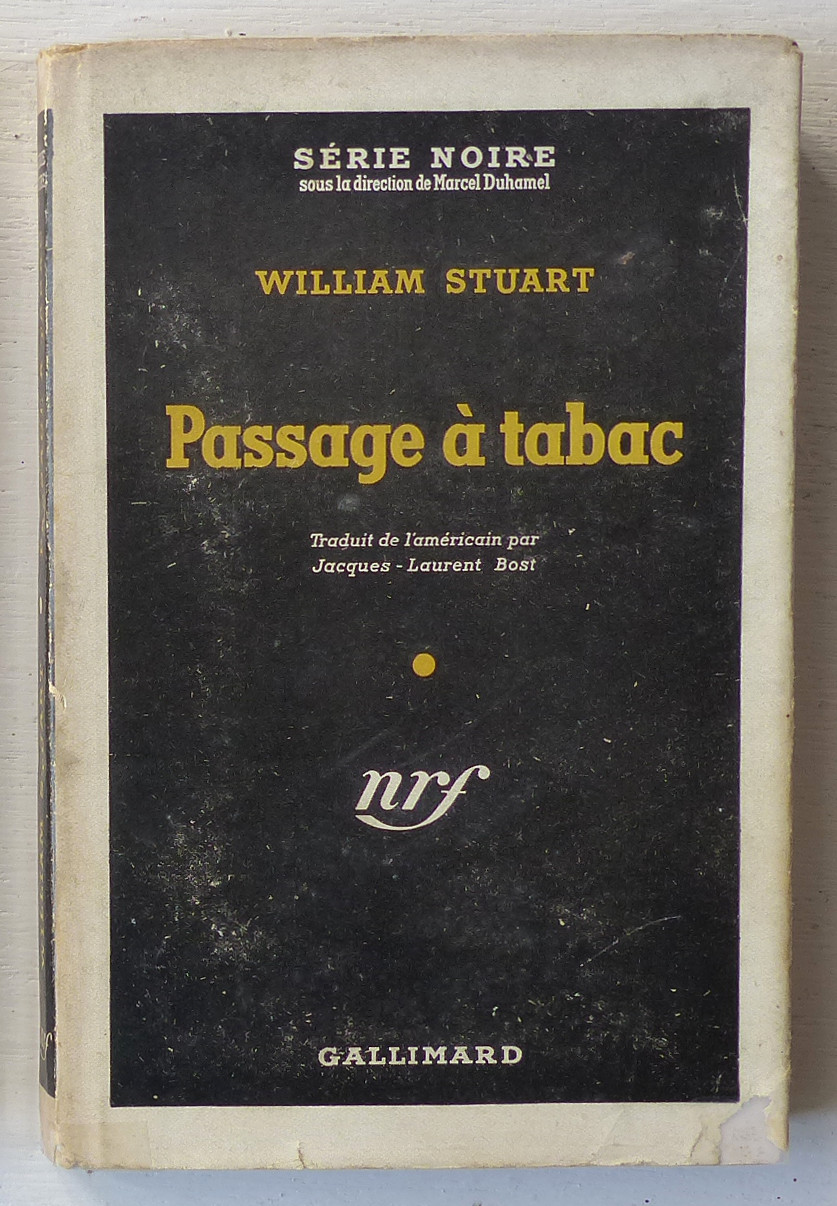 SÉRIE NOIRE
sous la direction de Marcel Duhamel
WILLIAM STUART
Passage à tabac
Traduit de l'américain par
Jacques-Laurent Bost
nrf
GALLIMARD